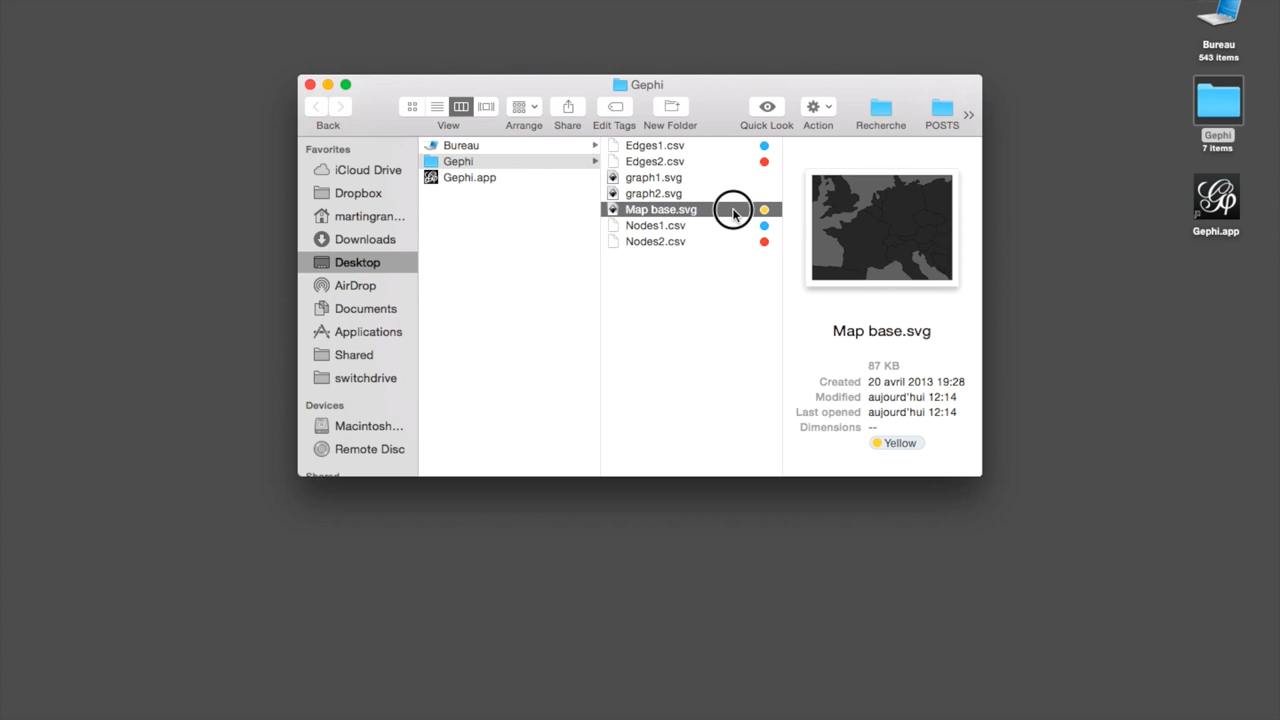 Gephi
Back
View
Arrange
Share
Edit Tags
New Folder
Quick Look
Action
Recherche
POSTS
Favorites
iCloud Drive
Dropbox
martingran...
Downloads
Desktop
AirDrop
Documents
Applications
Shared
switchdrive
Devices
Macintosh...
Remote Disc
Shared
Bureau
Gephi
Gephi.app
Edges1.csv
Edges2.csv
graph1.svg
graph2.svg
Map base.svg
Nodes1.csv
Nodes2.csv
Map base.svg
87 KB
Created 20 avril 2013 19:28
Modified aujourd'hui 12:14
Last opened aujourd'hui 12:14
Dimensions --
Yellow
Bureau
543 items
Gephi
7 items
Gp
Gephi.app